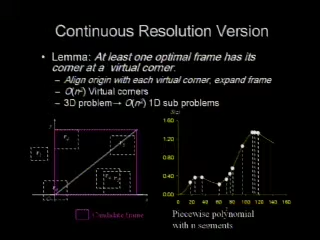 Continuous Resolution Version
• Lemma: At least one optimal frame has its
corner at a virtual corner.
– Align origin with each virtual corner, expand frame
– O(n²) Virtual corners
– 3D problem→ O(n²) 1D sub problems
1.60
1.20
0.80
0.40
0.00
0 20 40 60 80 100 120 140 160
Candidate frame
Piecewise polynomial
with n segments